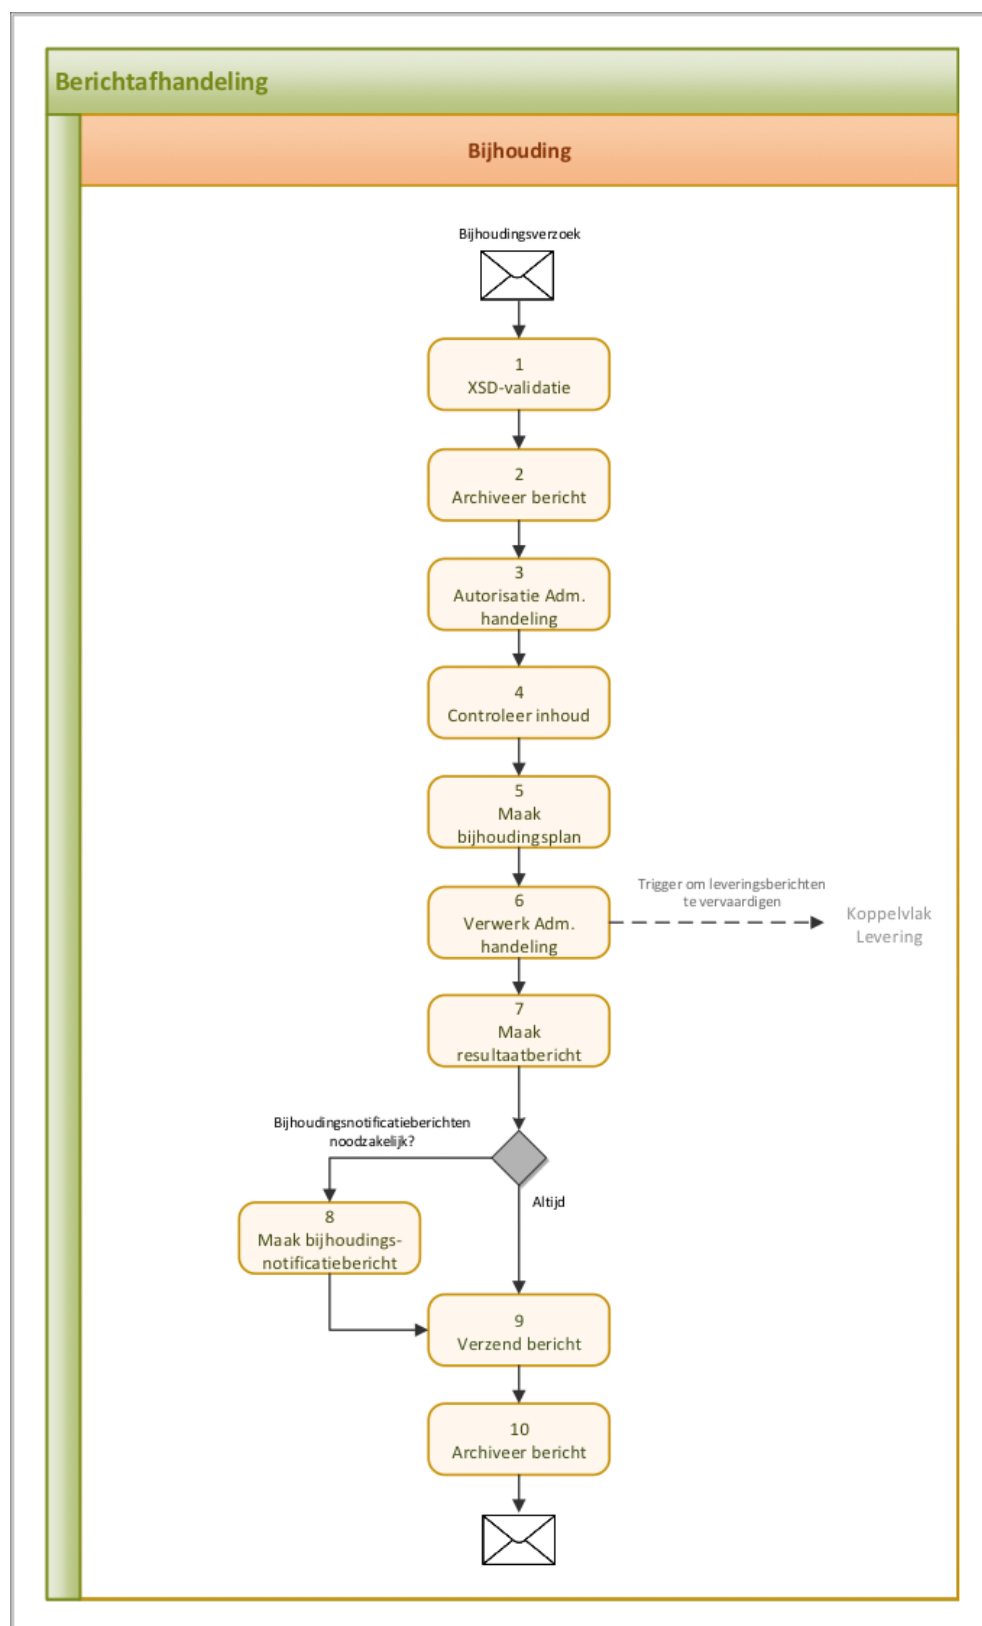 Berichtafhandeling
Bijhouding
Bijhoudingsverzoek
1
XSD-validatie
2
Archiveer bericht
3
Autorisatie Adm.
handeling
4
Controleer inhoud
5
Maak
bijhoudingsplan
6
Verwerk Adm.
handeling
Trigger om leveringsberichten
te vervaardigen
Koppelvlak
Levering
7
Maak
resultaatbericht
Bijhoudingsnotificatieberichten
noodzakelijk?
Altijd
8
Maak bijhoudings-
notificatiebericht
9
Verzend bericht
10
Archiveer bericht